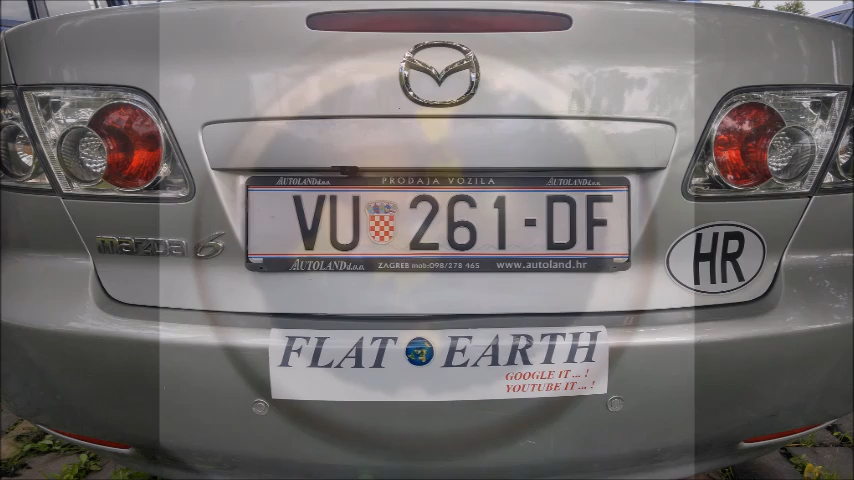 AUTOLAND d.o.o. PRODAJA VOZILA AUTOLAND d.o.o.
VU 261-DF
AUTOLAND d.o.o. ZAGREB mob:098/278 465 www.autoland.hr
mazda 6
HR
FLAT EARTH
GOOGLE IT ... !
YOUTUBE IT ... !